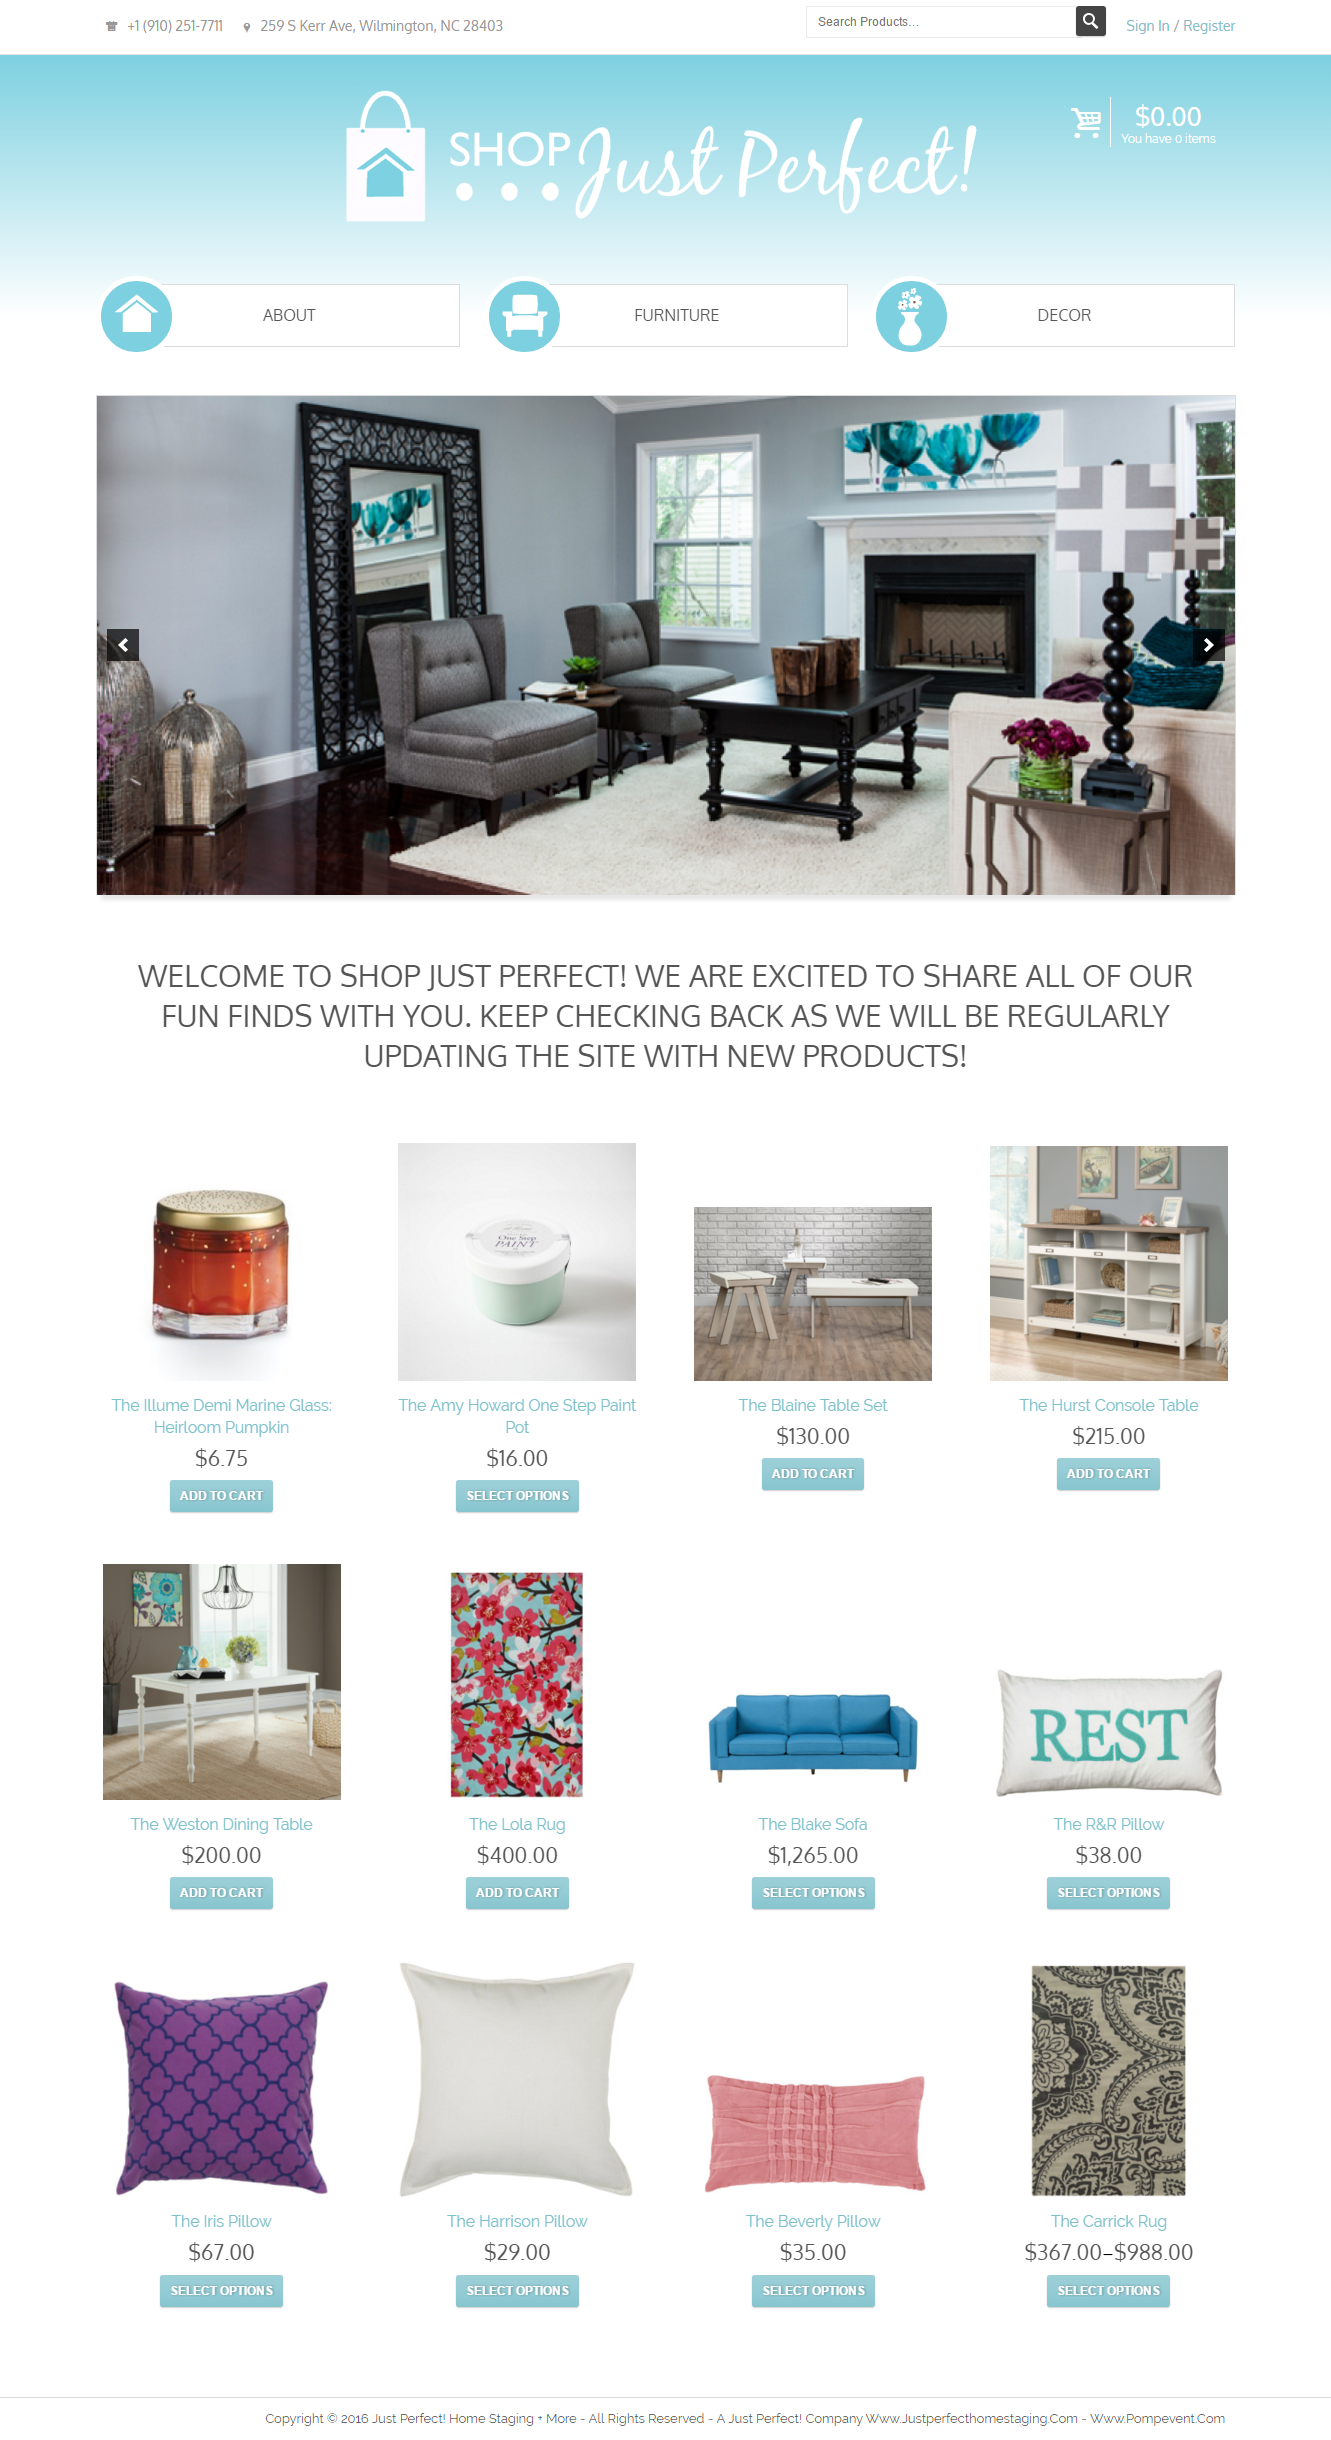 +1 (910) 251-7711 259 S Kerr Ave, Wilmington, NC 28403 Search Products... Sign In / Register
SHOP Just Perfect!
$0.00
You have 0 items
ABOUT FURNITURE DECOR
WELCOME TO SHOP JUST PERFECT! WE ARE EXCITED TO SHARE ALL OF OUR
FUN FINDS WITH YOU. KEEP CHECKING BACK AS WE WILL BE REGULARLY
UPDATING THE SITE WITH NEW PRODUCTS!
One Step
PAINT
The Illume Demi Marine Glass:
Heirloom Pumpkin
$6.75
ADD TO CART
The Amy Howard One Step Paint
Pot
$16.00
SELECT OPTIONS
The Blaine Table Set
$130.00
ADD TO CART
The Hurst Console Table
$215.00
ADD TO CART
The Weston Dining Table
$200.00
ADD TO CART
The Lola Rug
$400.00
ADD TO CART
The Blake Sofa
$1,265.00
SELECT OPTIONS
REST
The R&R Pillow
$38.00
SELECT OPTIONS
The Iris Pillow
$67.00
SELECT OPTIONS
The Harrison Pillow
$29.00
SELECT OPTIONS
The Beverly Pillow
$35.00
SELECT OPTIONS
The Carrick Rug
$367.00–$988.00
SELECT OPTIONS
Copyright © 2016 Just Perfect! Home Staging + More - All Rights Reserved - A Just Perfect! Company Www.Justperfecthomestaging.Com - Www.Pompevent.Com